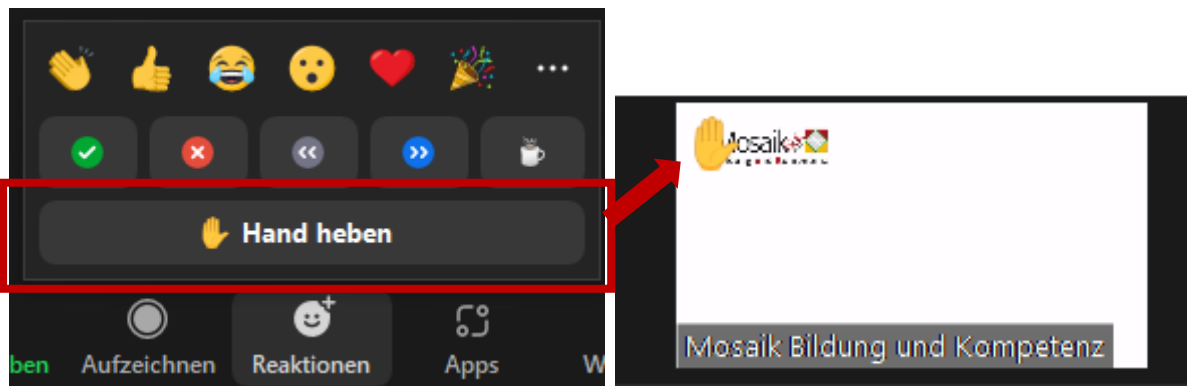 Hand heben
ben Aufzeichnen Reaktionen Apps W
Mosaik
Mosaik Bildung und Kompetenz